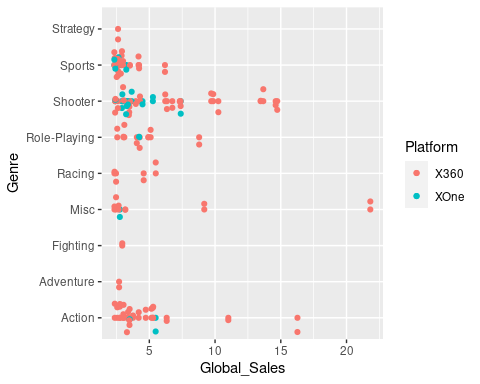 Strategy
Sports
Shooter
Role-Playing
Racing
Misc
Fighting
Adventure
Action
Genre
5
10
15
20
Global_Sales
Platform
X360
XOne